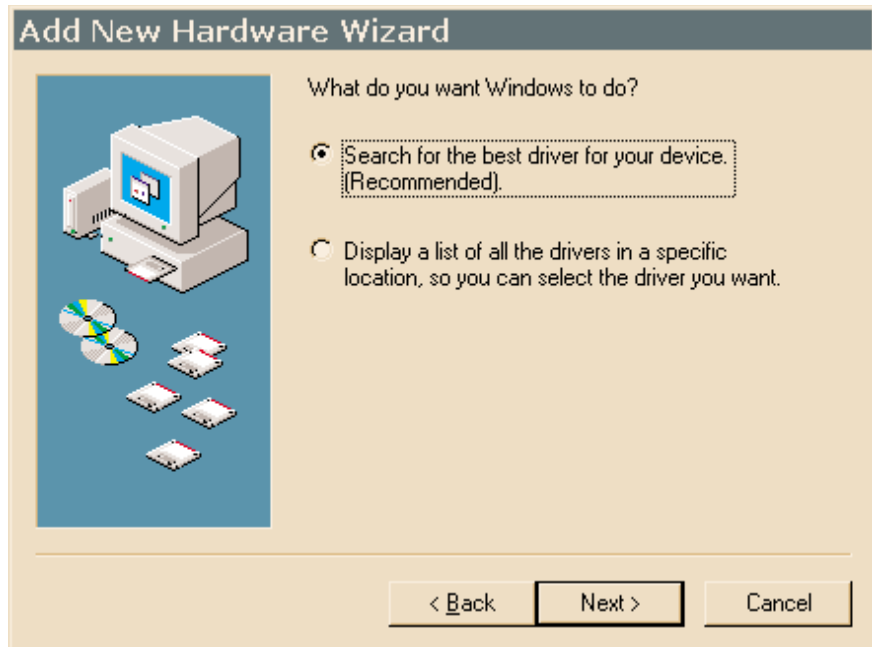 Add New Hardware Wizard
What do you want Windows to do?
Search for the best driver for your device.
(Recommended).
Display a list of all the drivers in a specific
location, so you can select the driver you want.
< Back
Next >
Cancel